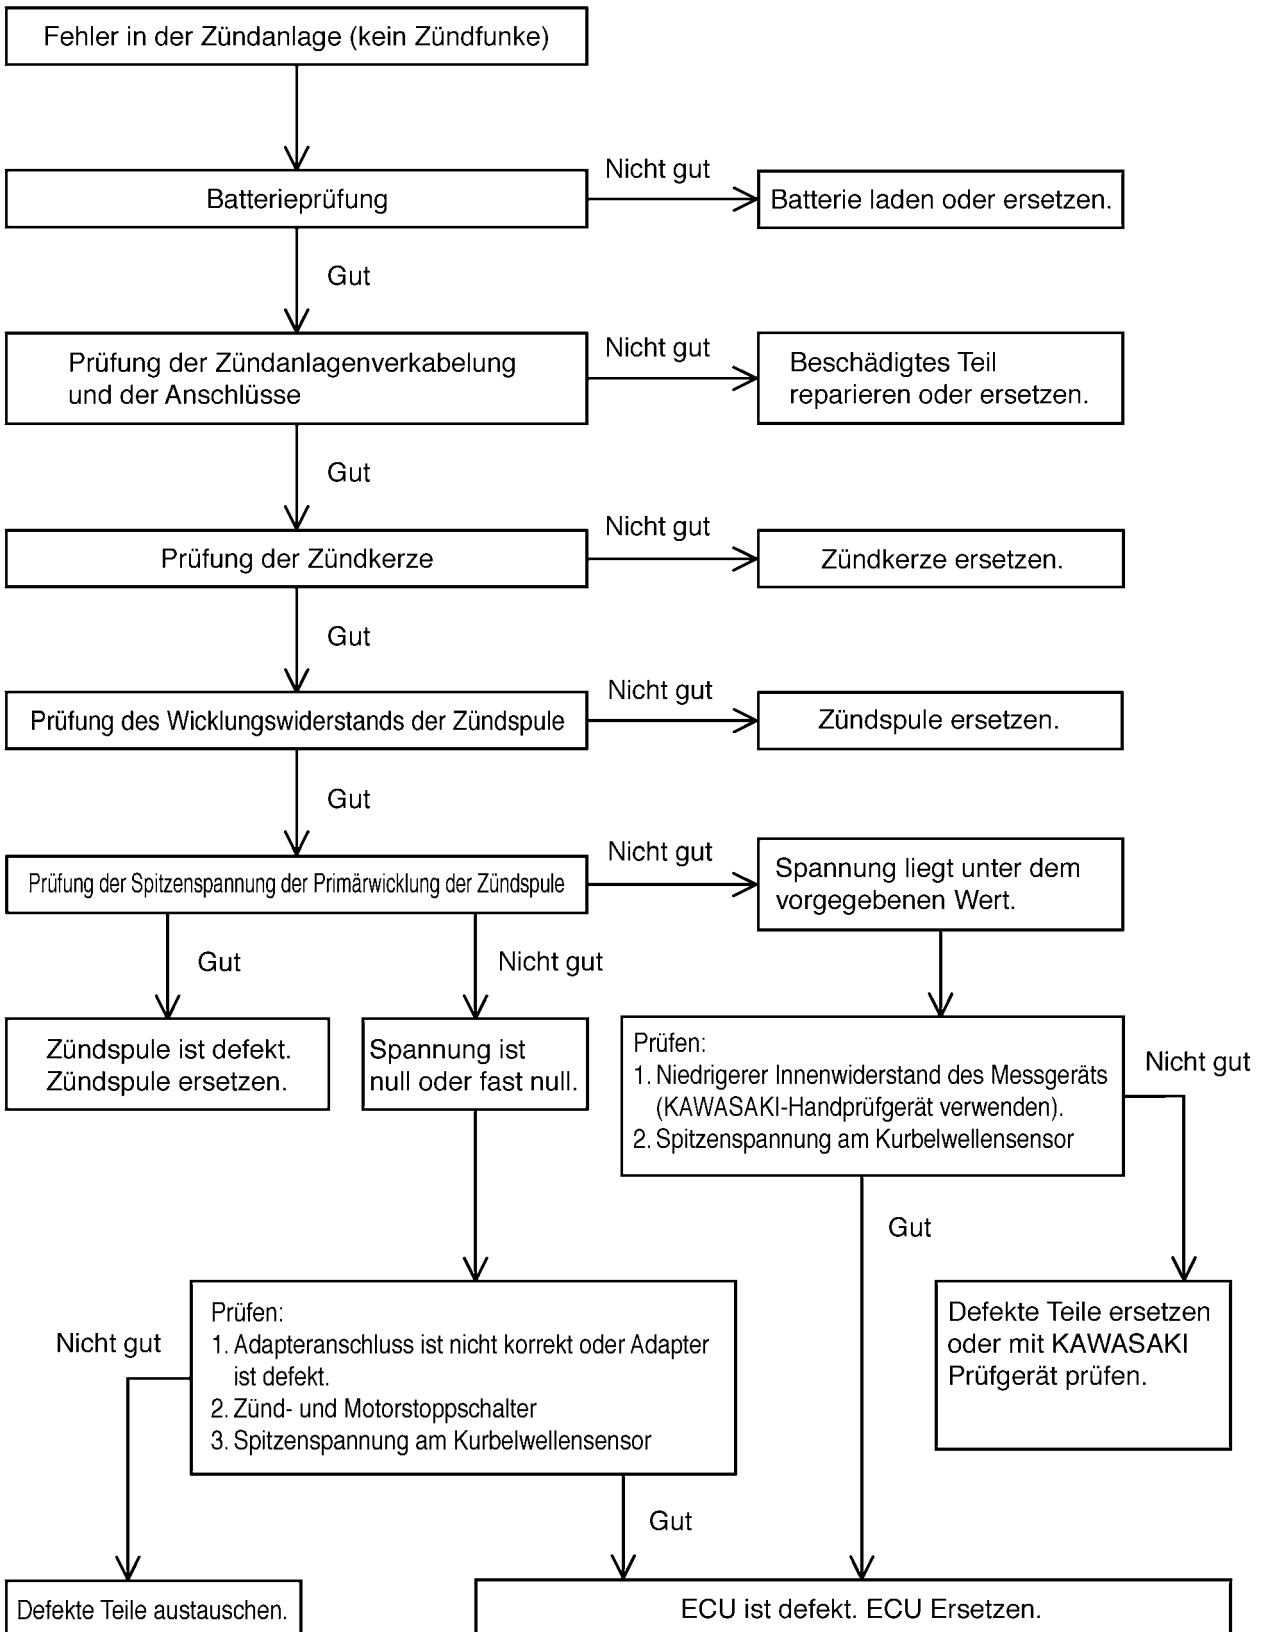 Fehler in der Zündanlage (kein Zündfunke)
Nicht gut
Batterieprüfung
Batterie laden oder ersetzen.
Gut
Nicht gut
Prüfung der Zündanlagenverkabelung
und der Anschlüsse
Beschädigtes Teil
reparieren oder ersetzen.
Gut
Nicht gut
Prüfung der Zündkerze
Zündkerze ersetzen.
Gut
Nicht gut
Prüfung des Wicklungswiderstands der Zündspule
Zündspule ersetzen.
Gut
Nicht gut
Prüfung der Spitzenspannung der Primärwicklung der Zündspule
Spannung liegt unter dem
vorgegebenen Wert.
Gut
Nicht gut
Zündspule ist defekt.
Zündspule ersetzen.
Spannung ist
null oder fast null.
Prüfen:
1. Niedrigerer Innenwiderstand des Messgeräts
(KAWASAKI-Handprüfgerät verwenden).
2. Spitzenspannung am Kurbelwellensensor
Nicht gut
Gut
Defekte Teile ersetzen
oder mit KAWASAKI
Prüfgerät prüfen.
Nicht gut
Prüfen:
1. Adapteranschluss ist nicht korrekt oder Adapter
ist defekt.
2. Zünd- und Motorstoppschalter
3. Spitzenspannung am Kurbelwellensensor
Gut
Defekte Teile austauschen.
ECU ist defekt. ECU Ersetzen.